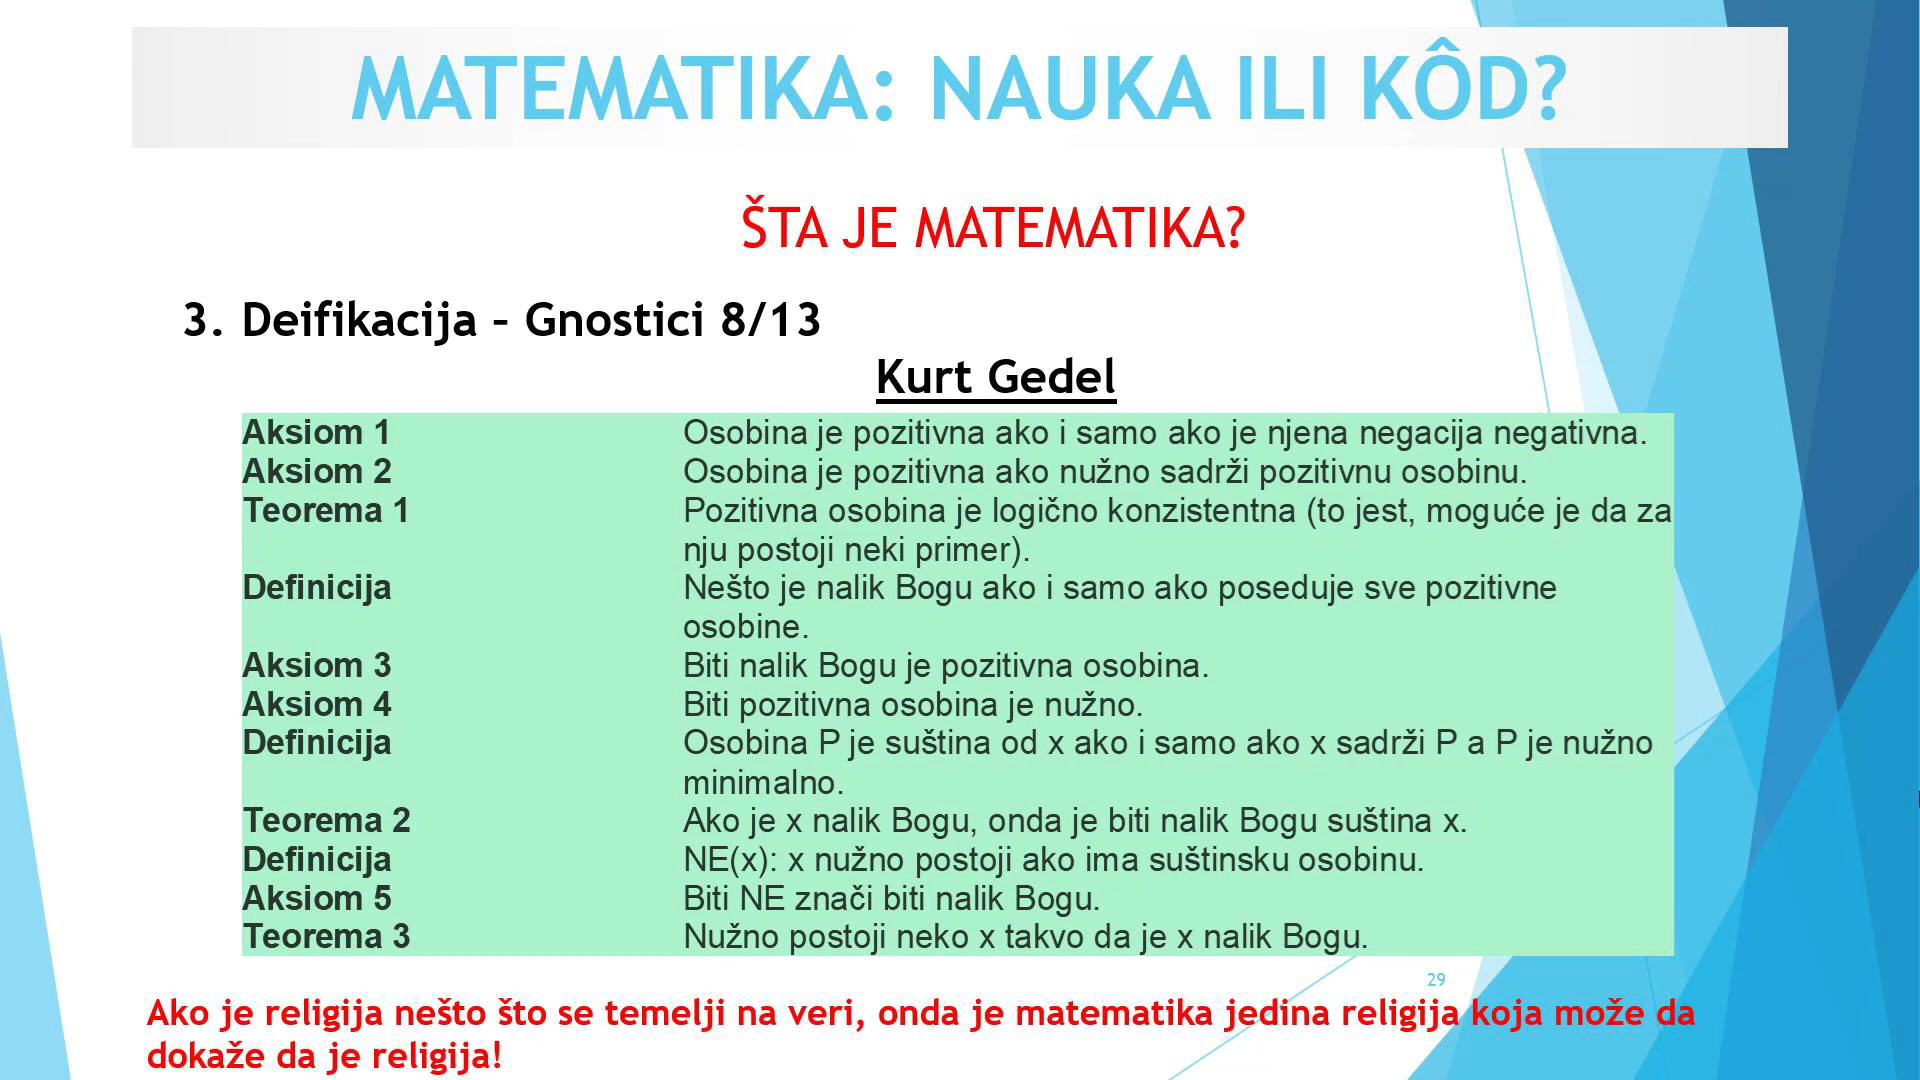 MATEMATIKA: NAUKA ILI KÔD?
ŠTA JE MATEMATIKA?
3. Deifikacija – Gnostici 8/13
Kurt Gedel
Aksiom 1 Osobina je pozitivna ako i samo ako je njena negacija negativna.
Aksiom 2 Osobina je pozitivna ako nužno sadrži pozitivnu osobinu.
Teorema 1 Pozitivna osobina je logično konzistentna (to jest, moguće je da za
nju postoji neki primer).
Definicija Nešto je nalik Bogu ako i samo ako poseduje sve pozitivne
osobine.
Aksiom 3 Biti nalik Bogu je pozitivna osobina.
Aksiom 4 Biti pozitivna osobina je nužno.
Definicija Osobina P je suština od x ako i samo ako x sadrži P a P je nužno
minimalno.
Teorema 2 Ako je x nalik Bogu, onda je biti nalik Bogu suština x.
Definicija NE(x): x nužno postoji ako ima suštinsku osobinu.
Aksiom 5 Biti NE znači biti nalik Bogu.
Teorema 3 Nužno postoji neko x takvo da je x nalik Bogu.
29
Ako je religija nešto što se temelji na veri, onda je matematika jedina religija koja može da
dokaže da je religija!